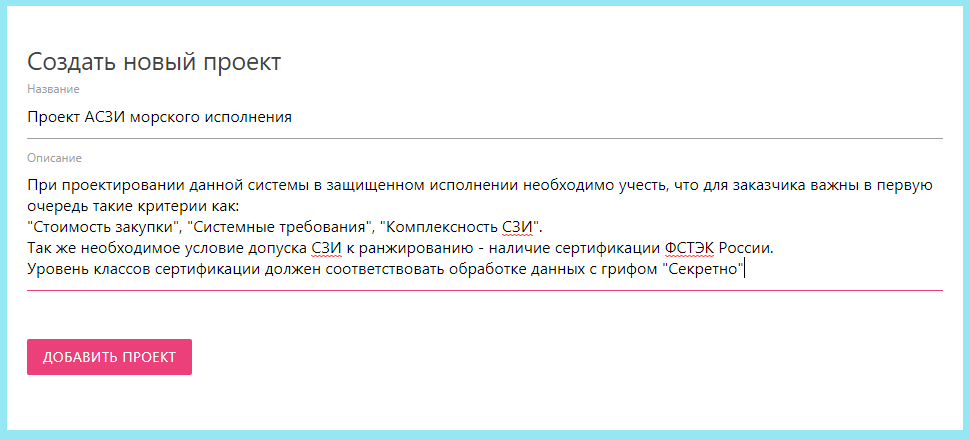 Создать новый проект
Название
Проект АСЗИ морского исполнения
Описание
При проектировании данной системы в защищенном исполнении необходимо учесть, что для заказчика важны в первую
очередь такие критерии как:
"Стоимость закупки", "Системные требования", "Комплексность СЗИ".
Так же необходимое условие допуска СЗИ к ранжированию - наличие сертификации ФСТЭК России.
Уровень классов сертификации должен соответствовать обработке данных с грифом "Секретно"
ДОБАВИТЬ ПРОЕКТ